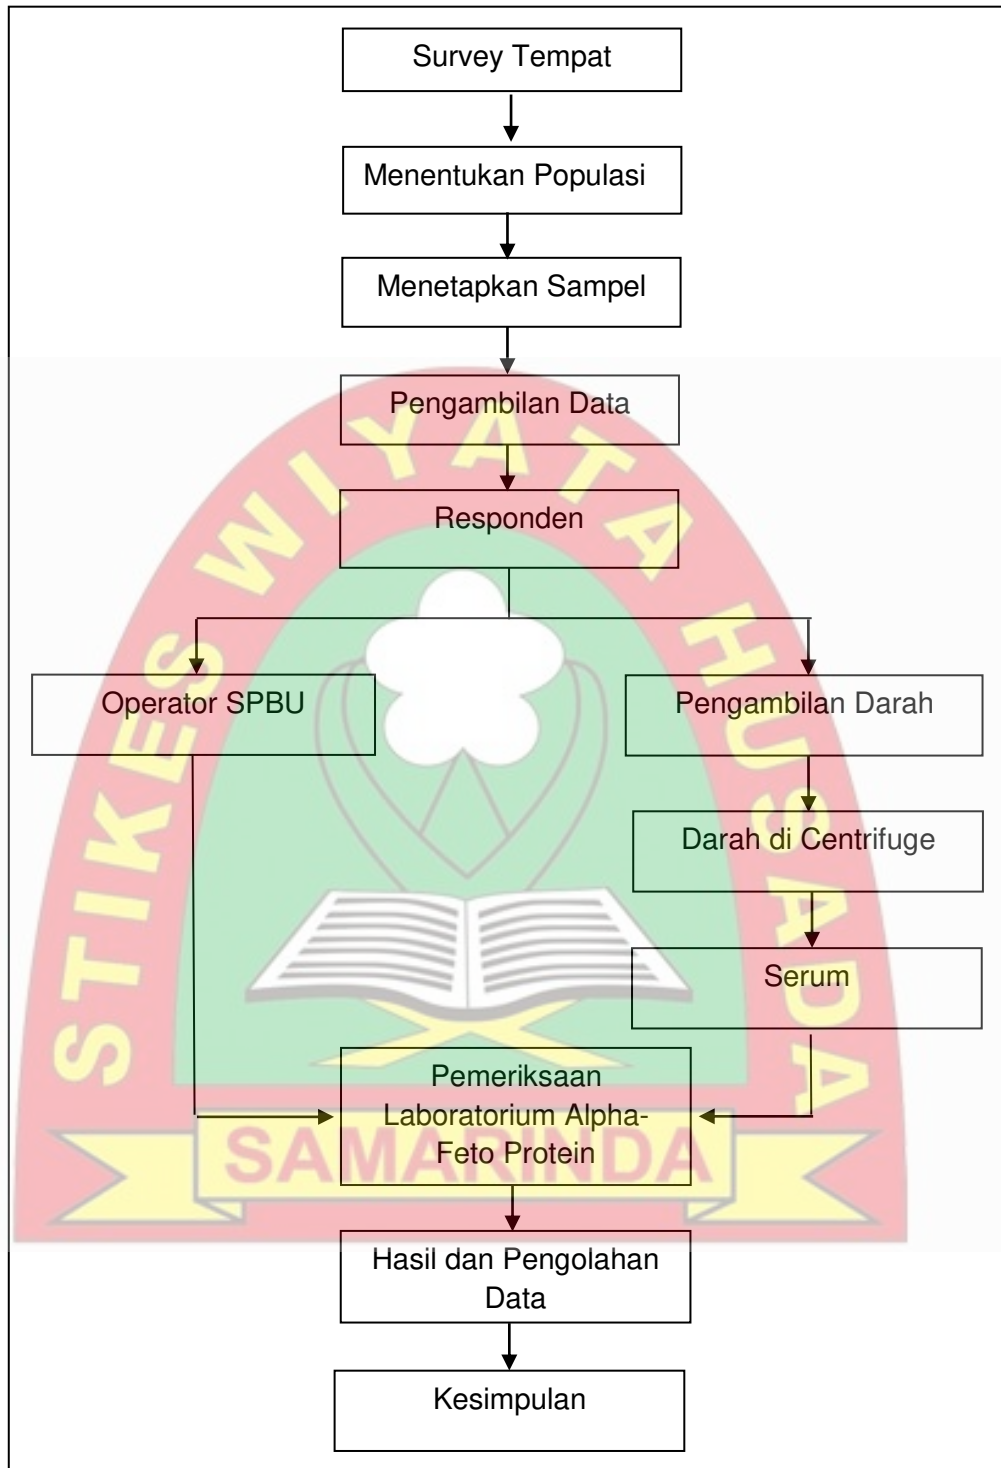 Survey Tempat
Menentukan Populasi
Menetapkan Sampel
Pengambilan Data
Responden
Operator SPBU
Pengambilan Darah
Darah di Centrifuge
Serum
Pemeriksaan
Laboratorium Alpha-
Feto Protein
Hasil dan Pengolahan
Data
Kesimpulan
STIKES WIYATA HUSADA
SAMARINDA